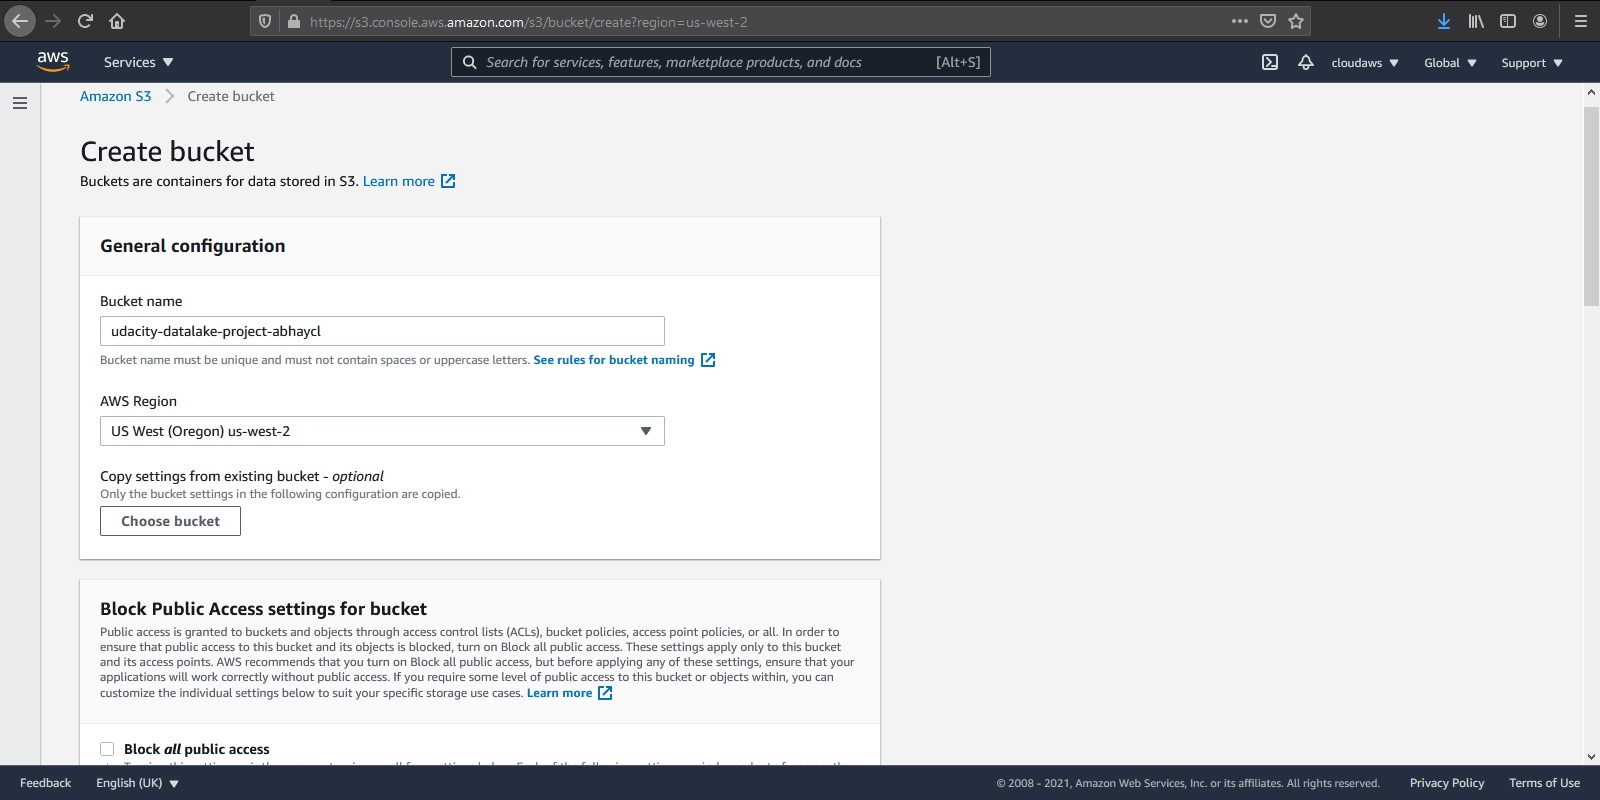 https://s3.console.aws.amazon.com/s3/bucket/create?region=us-west-2
aws Services Search for services, features, marketplace products, and docs [Alt+S] cloudaws Global Support
Amazon S3 Create bucket
Create bucket
Buckets are containers for data stored in S3. Learn more
General configuration
Bucket name
udacity-datalake-project-abhaycl
Bucket name must be unique and must not contain spaces or uppercase letters. See rules for bucket naming
AWS Region
US West (Oregon) us-west-2
Copy settings from existing bucket - optional
Only the bucket settings in the following configuration are copied.
Choose bucket
Block Public Access settings for bucket
Public access is granted to buckets and objects through access control lists (ACLs), bucket policies, access point policies, or all. In order to
ensure that public access to this bucket and its objects is blocked, turn on Block all public access. These settings apply only to this bucket
and its access points. AWS recommends that you turn on Block all public access, but before applying any of these settings, ensure that your
applications will work correctly without public access. If you require some level of public access to this bucket or objects within, you can
customize the individual settings below to suit your specific storage use cases. Learn more
Block all public access
Feedback English (UK) © 2008 - 2021, Amazon Web Services, Inc. or its affiliates. All rights reserved. Privacy Policy Terms of Use